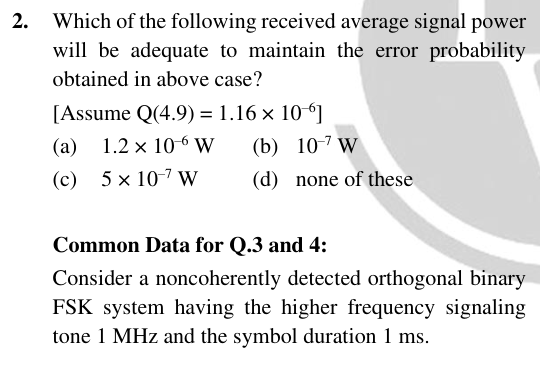 2. Which of the following received average signal power
will be adequate to maintain the error probability
obtained in above case?
[Assume Q(4.9) = 1.16 × 10⁻⁶]
(a) 1.2 × 10⁻⁶ W (b) 10⁻⁷ W
(c) 5 × 10⁻⁷ W (d) none of these
Common Data for Q.3 and 4:
Consider a noncoherently detected orthogonal binary
FSK system having the higher frequency signaling
tone 1 MHz and the symbol duration 1 ms.